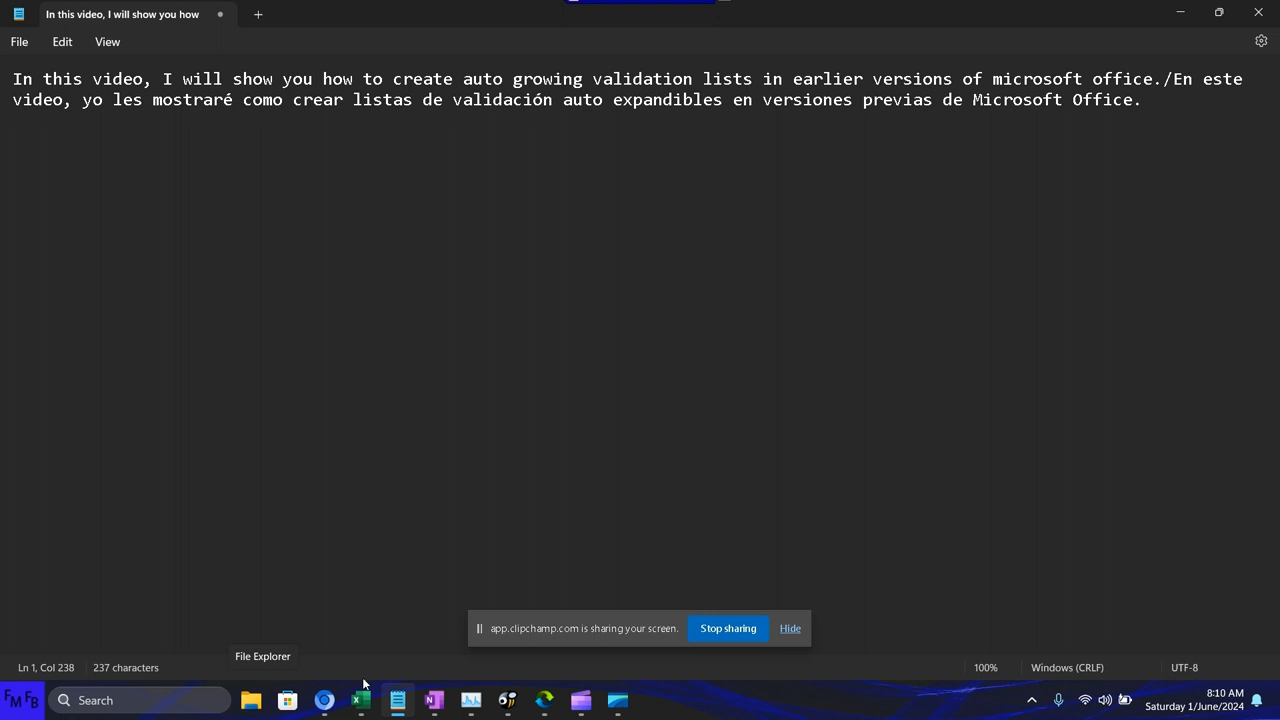 In this video, I will show you how
File Edit View
In this video, I will show you how to create auto growing validation lists in earlier versions of microsoft office./En este
video, yo les mostraré como crear listas de validación auto expandibles en versiones previas de Microsoft Office.
app.clipchamp.com is sharing your screen. Stop sharing Hide
File Explorer
Ln 1, Col 238 237 characters 100% Windows (CRLF) UTF-8
FM FB Search 8:10 AM
Saturday 1/June/2024